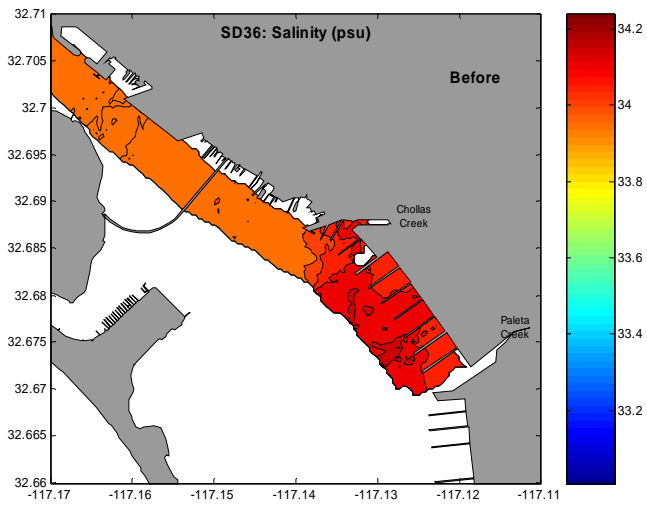 SD36: Salinity (psu)
Before
Chollas
Creek
Paleta
Creek
32.71
32.705
32.7
32.695
32.69
32.685
32.68
32.675
32.67
32.665
32.66
-117.17 -117.16 -117.15 -117.14 -117.13 -117.12 -117.11
34.2
34
33.8
33.6
33.4
33.2